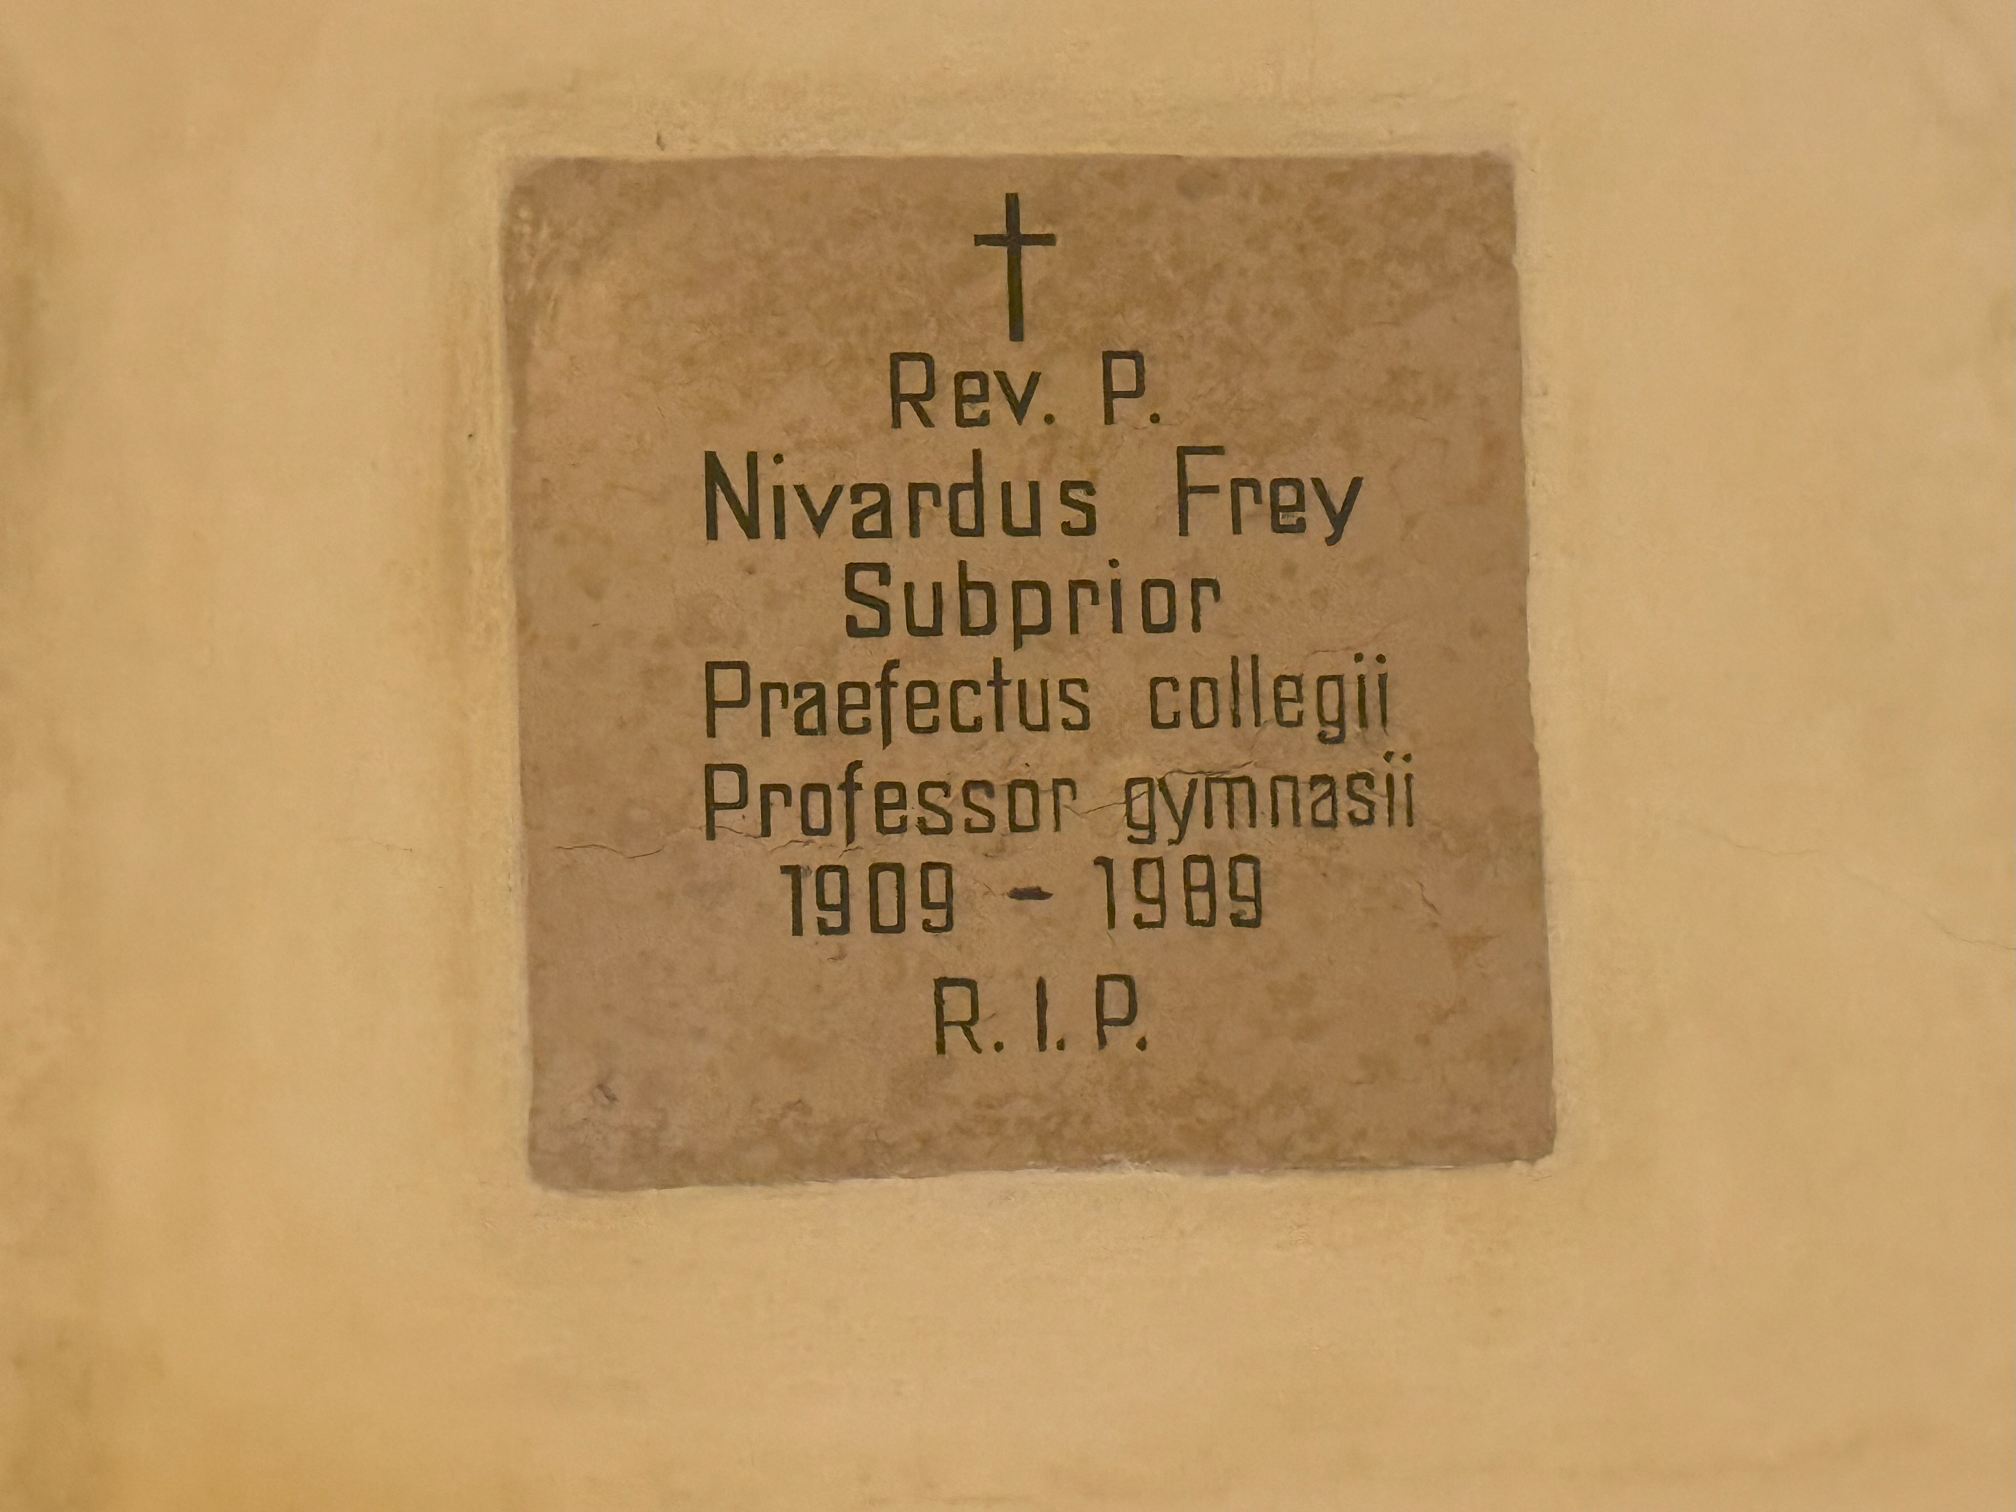 Rev. P.
Nivardus Frey
Subprior
Praefectus collegii
Professor gymnasii
1909 - 1989
R. I. P.